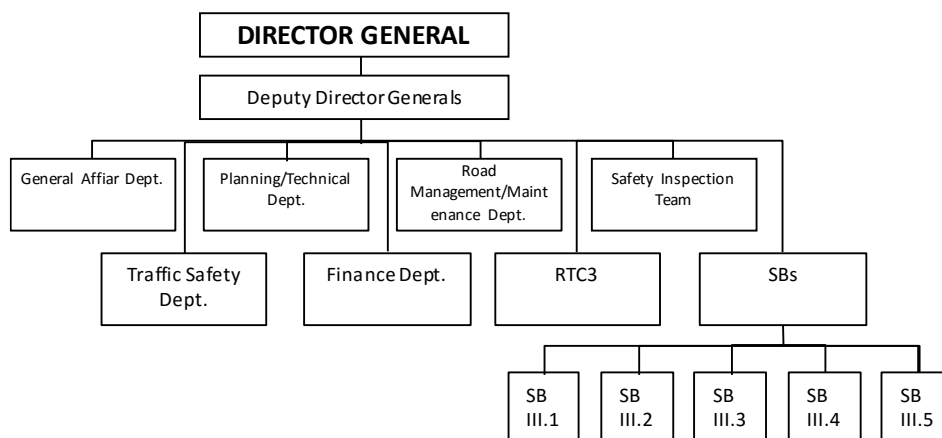 DIRECTOR GENERAL
Deputy Director Generals
General Affiar Dept.
Planning/Technical
Dept.
Road
Management/Maint
enance Dept.
Safety Inspection
Team
Traffic Safety
Dept.
Finance Dept.
RTC3
SBs
SB
III.1
SB
III.2
SB
III.3
SB
III.4
SB
III.5